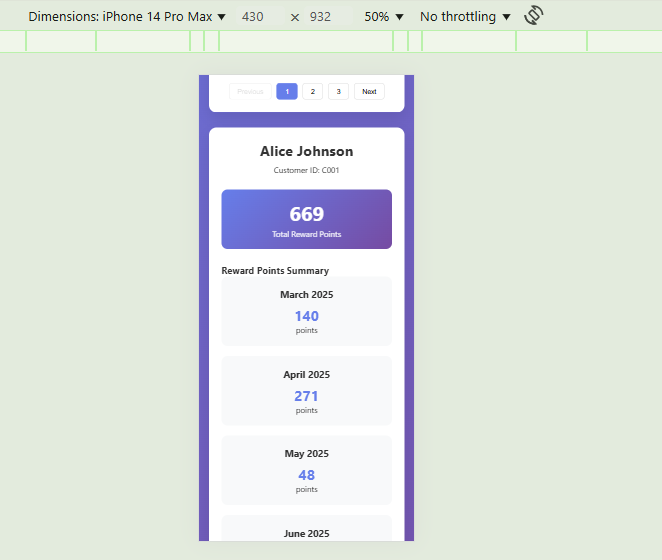 Dimensions: iPhone 14 Pro Max ▼ 430 × 932 50% ▼ No throttling ▼
Previous 1 2 3 Next
Alice Johnson
Customer ID: C001
669
Total Reward Points
Reward Points Summary
March 2025
140
points
April 2025
271
points
May 2025
48
points
June 2025